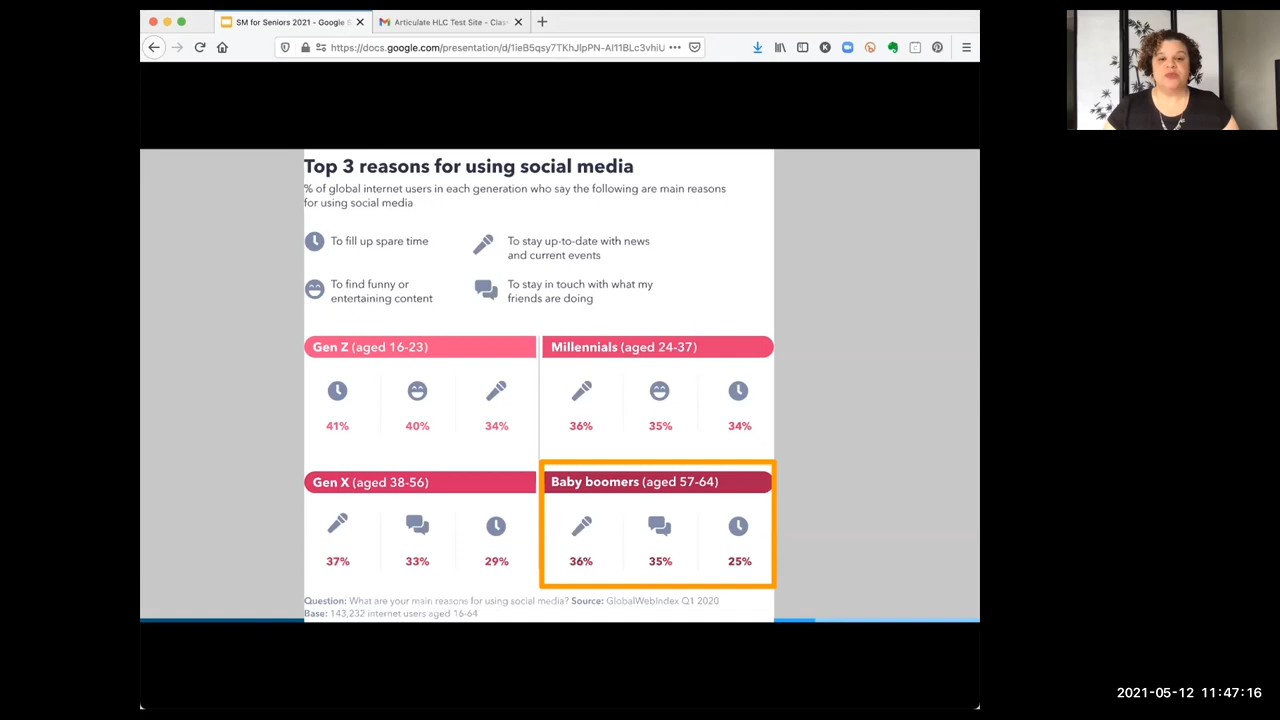 SM for Seniors 2021 - Google S
Articulate HLC Test Site - Clas
https://docs.google.com/presentation/d/1ieB5qsy7TKhJlpPN-AI11BLc3vhiU
Top 3 reasons for using social media
% of global internet users in each generation who say the following are main reasons
for using social media
To fill up spare time
To stay up-to-date with news
and current events
To find funny or
entertaining content
To stay in touch with what my
friends are doing
Gen Z (aged 16-23)
41% 40% 34%
Millennials (aged 24-37)
36% 35% 34%
Gen X (aged 38-56)
37% 33% 29%
Baby boomers (aged 57-64)
36% 35% 25%
Question: What are your main reasons for using social media? Source: GlobalWebIndex Q1 2020
Base: 143,232 internet users aged 16-64
2021-05-12 11:47:16